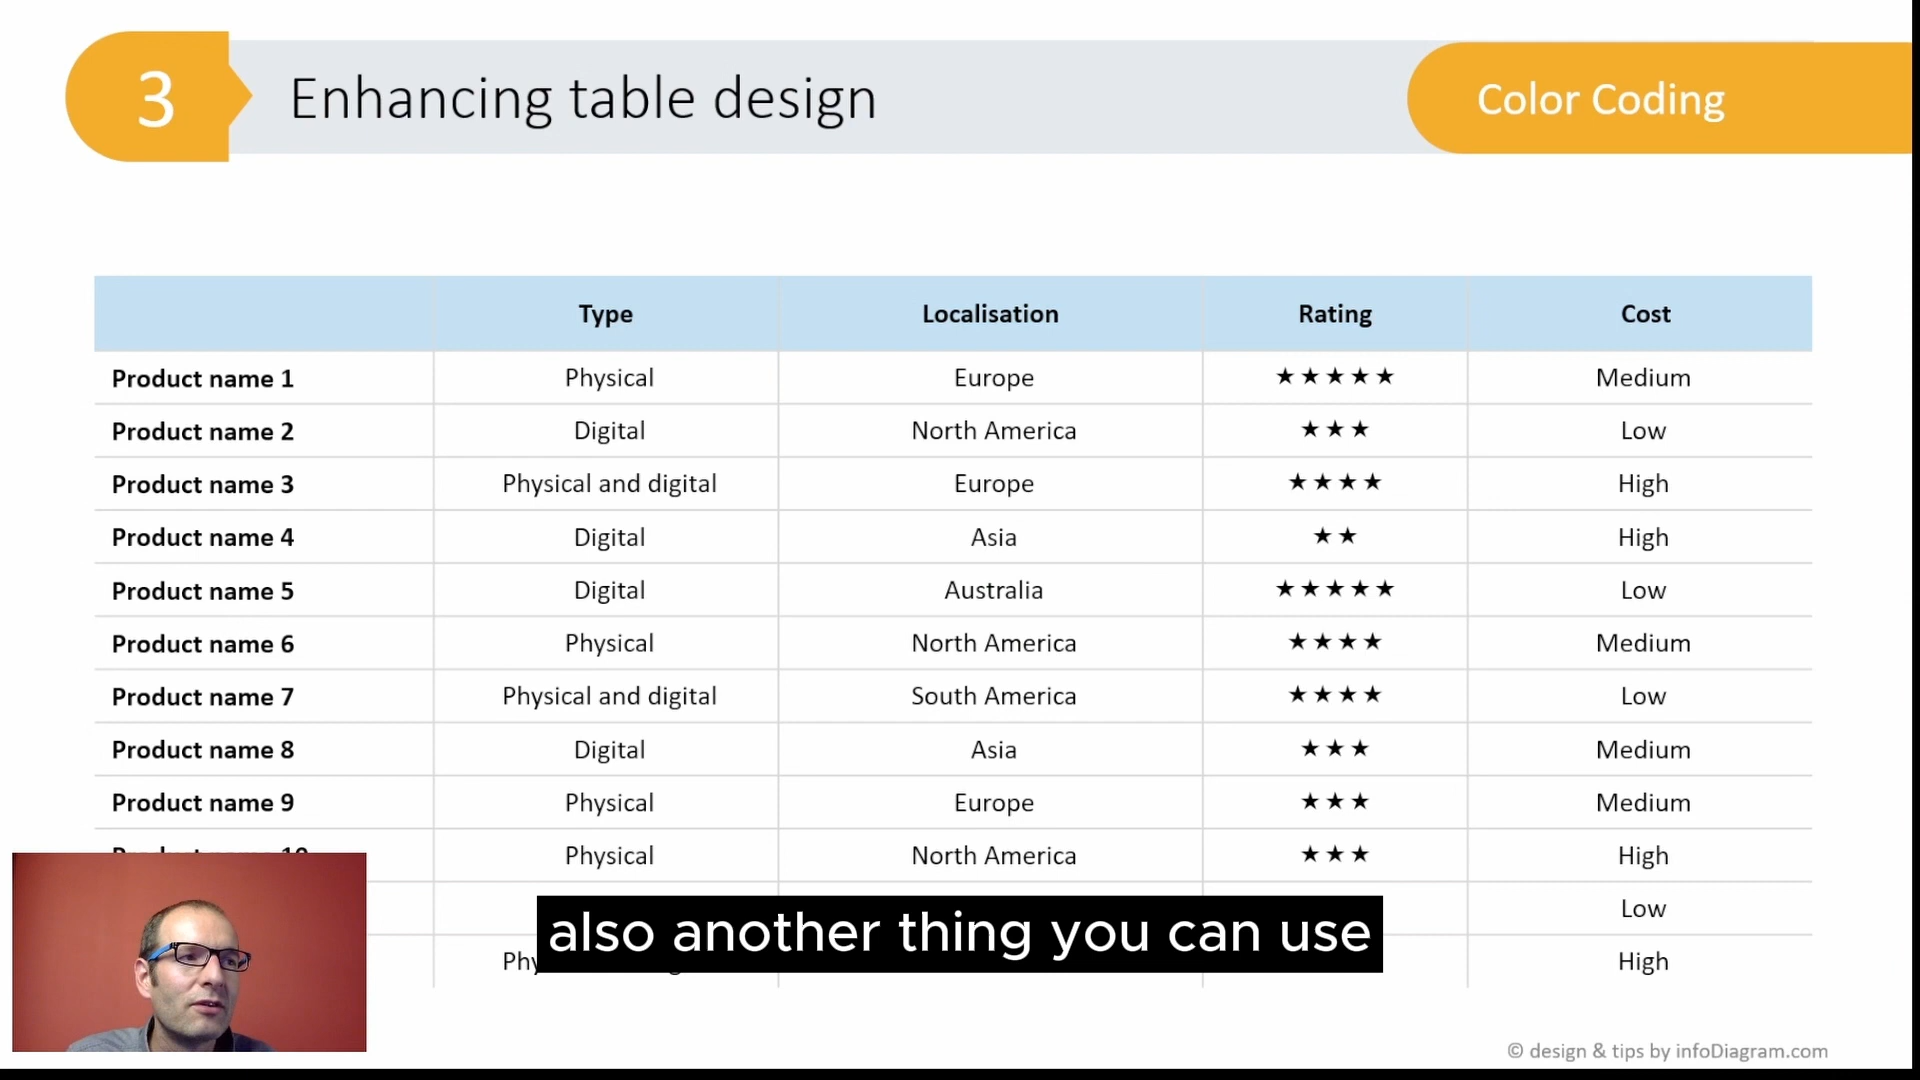 3 Enhancing table design Color Coding
Type Localisation Rating Cost
Product name 1 Physical Europe ★★★★★ Medium
Product name 2 Digital North America ★★★ Low
Product name 3 Physical and digital Europe ★★★★ High
Product name 4 Digital Asia ★★ High
Product name 5 Digital Australia ★★★★★ Low
Product name 6 Physical North America ★★★★ Medium
Product name 7 Physical and digital South America ★★★★ Low
Product name 8 Digital Asia ★★★ Medium
Product name 9 Physical Europe ★★★ Medium
Product name 10 Physical North America ★★★ High
Low
also another thing you can use
High
© design & tips by infoDiagram.com